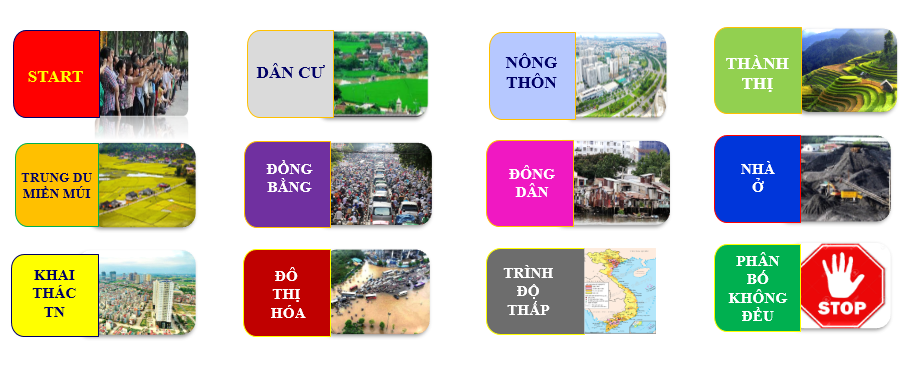 START
DÂN CƯ
NÔNG
THÔN
THÀNH
THỊ
TRUNG DU
MIỀN MÚI
ĐỒNG
BẰNG
ĐÔNG
DÂN
NHÀ
Ở
KHAI
THÁC
TN
ĐÔ
THỊ
HÓA
TRÌNH
ĐỘ
THẤP
PHÂN
BÓ
KHÔNG
ĐỀU
STOP